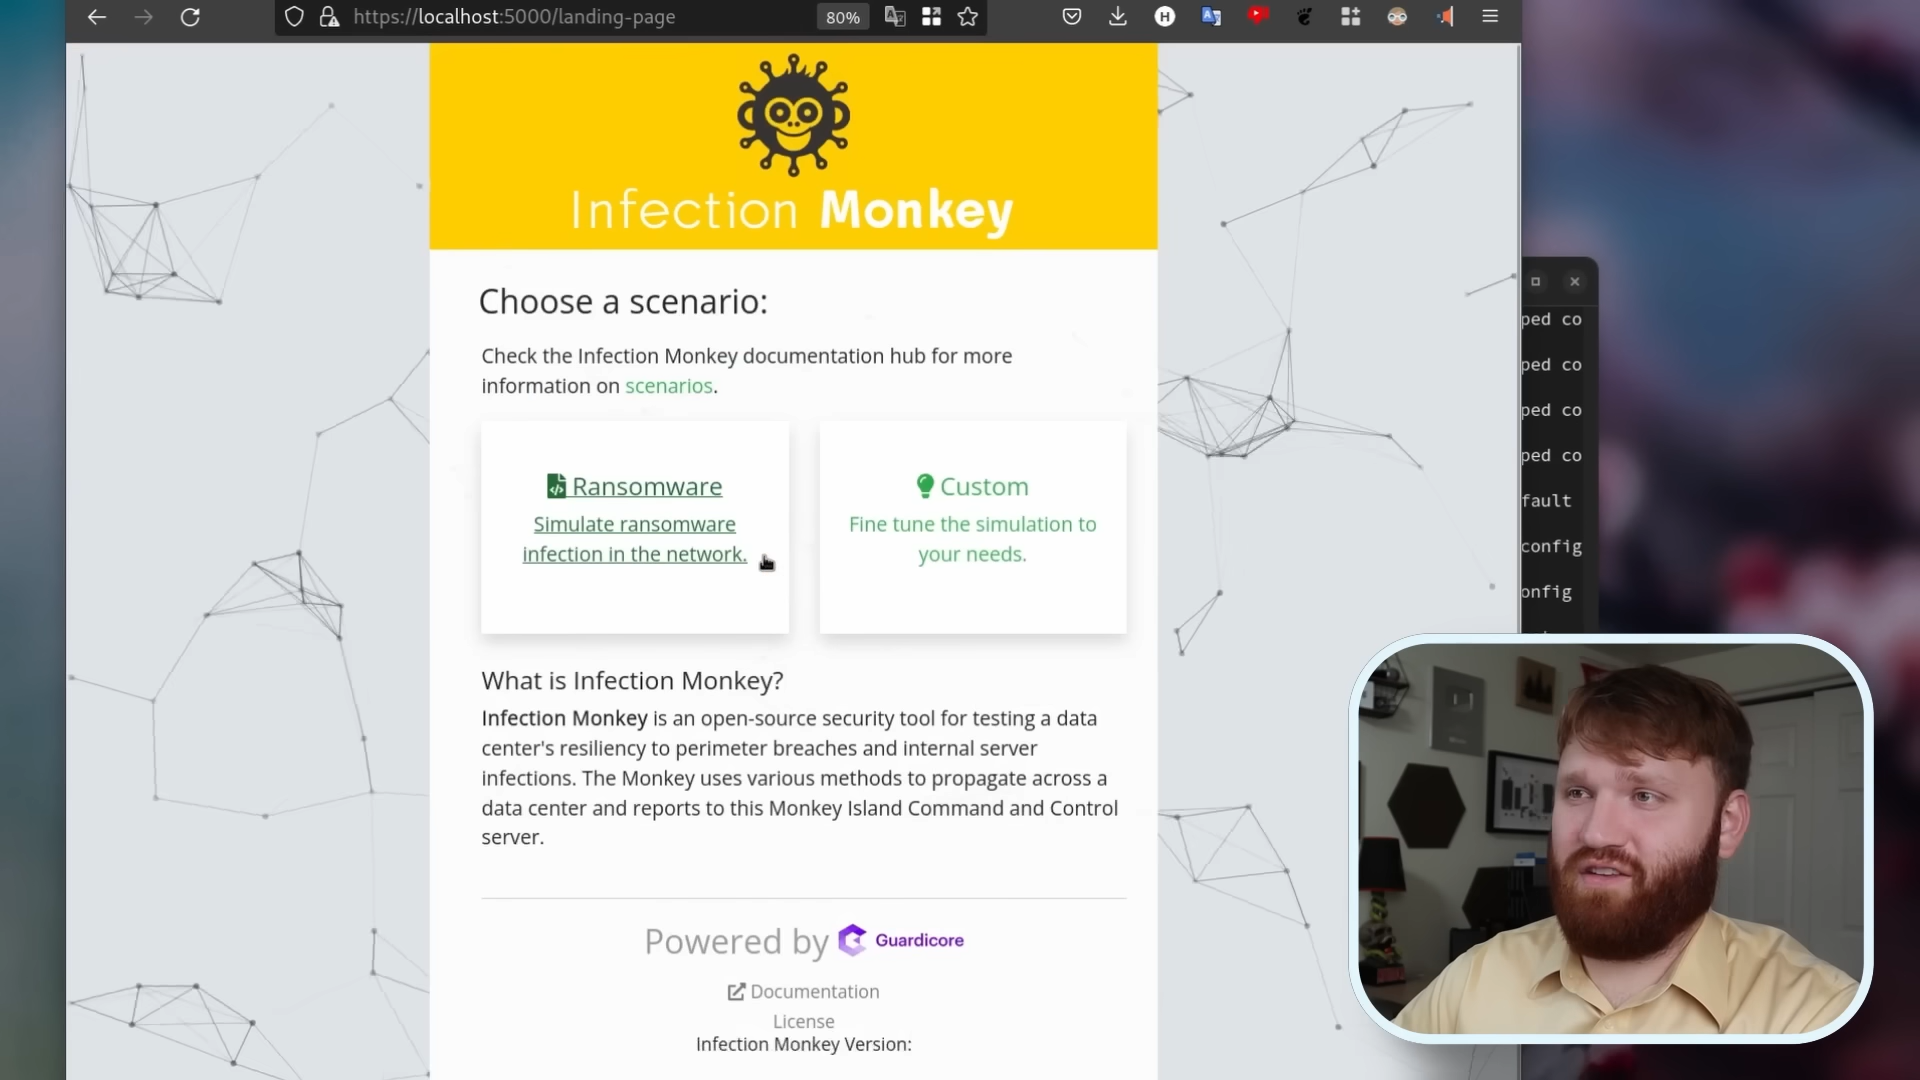 https://localhost:5000/landing-page
80%
Infection Monkey
Choose a scenario:
Check the Infection Monkey documentation hub for more
information on scenarios.
Ransomware
Simulate ransomware
infection in the network.
Custom
Fine tune the simulation to
your needs.
What is Infection Monkey?
Infection Monkey is an open-source security tool for testing a data
center's resiliency to perimeter breaches and internal server
infections. The Monkey uses various methods to propagate across a
data center and reports to this Monkey Island Command and Control
server.
Powered by Guardicore
Documentation
License
Infection Monkey Version:
ped co
ped co
ped co
ped co
fault
config
onfig